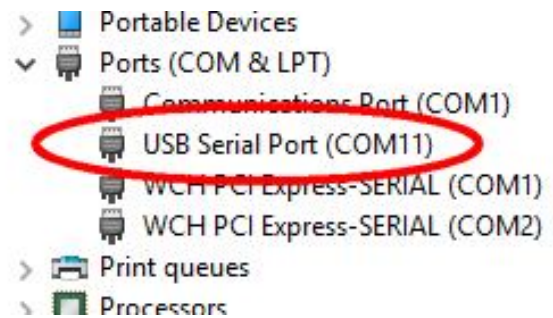 Portable Devices
Ports (COM & LPT)
Communications Port (COM1)
USB Serial Port (COM11)
WCH PCI Express-SERIAL (COM1)
WCH PCI Express-SERIAL (COM2)
Print queues
Processors